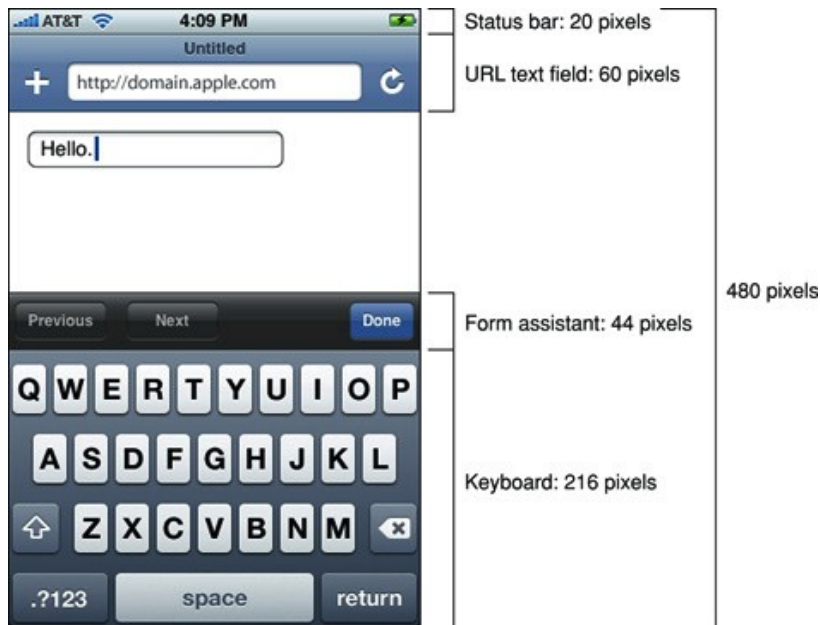 AT&T 4:09 PM
Untitled
http://domain.apple.com
Hello.
Previous Next Done
Q W E R T Y U I O P
A S D F G H J K L
Z X C V B N M
.?123 space return
Status bar: 20 pixels
URL text field: 60 pixels
480 pixels
Form assistant: 44 pixels
Keyboard: 216 pixels